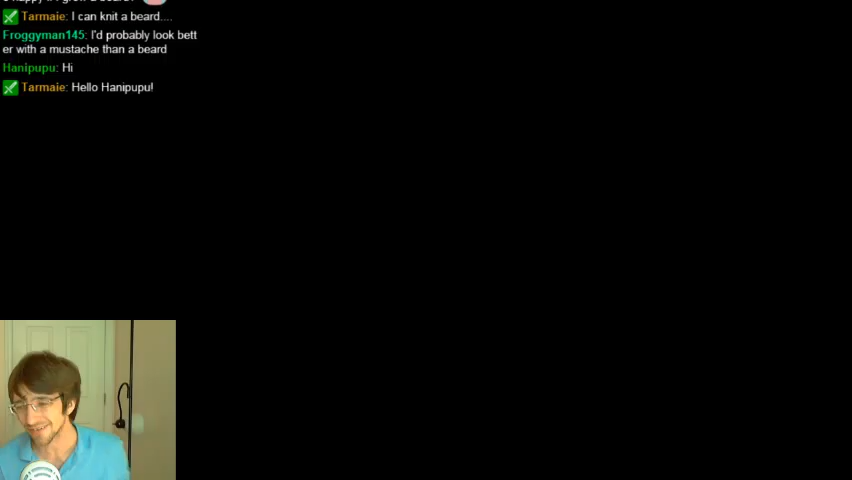 Tarmaie: I can knit a beard....
Froggyman145: I'd probably look bett
er with a mustache than a beard
Hanipupu: Hi
Tarmaie: Hello Hanipupu!